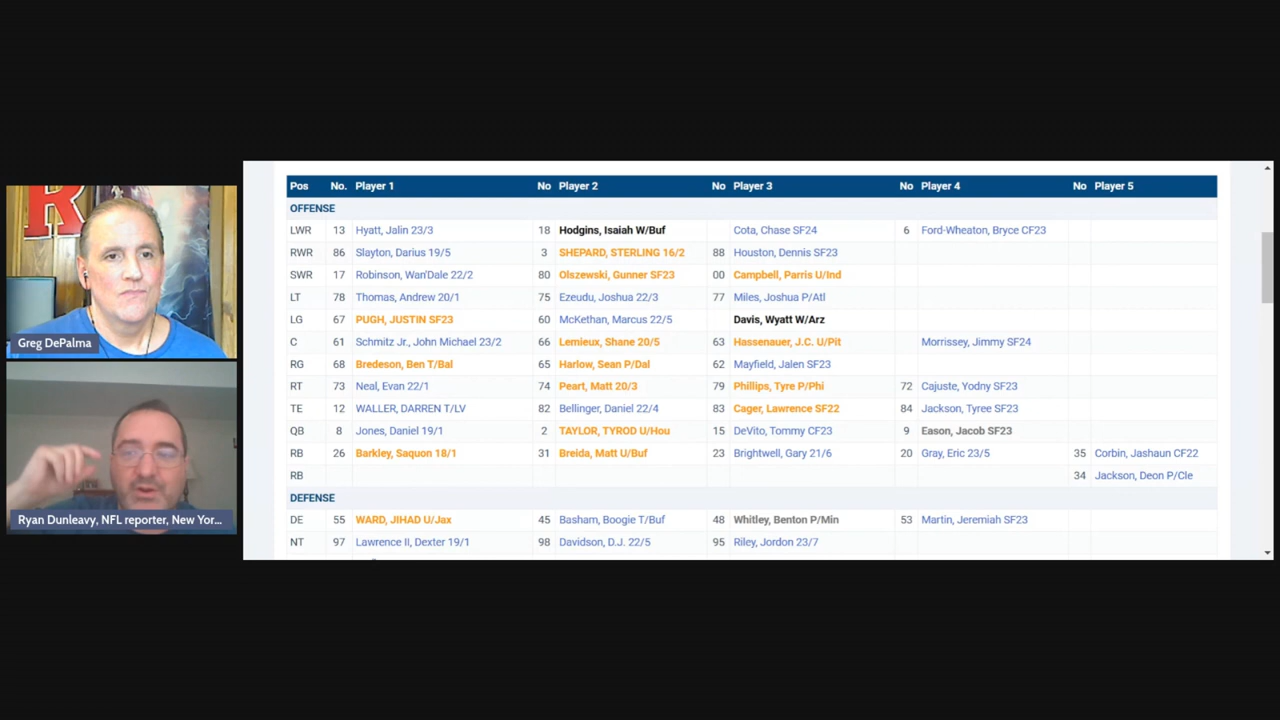 Pos No. Player 1 No Player 2 No Player 3 No Player 4 No Player 5
OFFENSE
LWR 13 Hyatt, Jalin 23/3 18 Hodgins, Isaiah W/Buf Cota, Chase SF24 6 Ford-Wheaton, Bryce CF23
RWR 86 Slayton, Darius 19/5 3 SHEPARD, STERLING 16/2 88 Houston, Dennis SF23
SWR 17 Robinson, Wan'Dale 22/2 80 Olszewski, Gunner SF23 00 Campbell, Parris U/Ind
LT 78 Thomas, Andrew 20/1 75 Ezeudu, Joshua 22/3 77 Miles, Joshua P/Atl
LG 67 PUGH, JUSTIN SF23 60 McKethan, Marcus 22/5 Davis, Wyatt W/Arz
C 61 Schmitz Jr., John Michael 23/2 66 Lemieux, Shane 20/5 63 Hassenauer, J.C. U/Pit Morrissey, Jimmy SF24
RG 68 Bredeson, Ben T/Bal 65 Harlow, Sean P/Dal 62 Mayfield, Jalen SF23
RT 73 Neal, Evan 22/1 74 Peart, Matt 20/3 79 Phillips, Tyre P/Phi 72 Cajuste, Yodny SF23
TE 12 WALLER, DARREN T/LV 82 Bellinger, Daniel 22/4 83 Cager, Lawrence SF22 84 Jackson, Tyree SF23
QB 8 Jones, Daniel 19/1 2 TAYLOR, TYROD U/Hou 15 DeVito, Tommy CF23 9 Eason, Jacob SF23
RB 26 Barkley, Saquon 18/1 31 Breida, Matt U/Buf 23 Brightwell, Gary 21/6 20 Gray, Eric 23/5 35 Corbin, Jashaun CF22
RB 34 Jackson, Deon P/Cle
DEFENSE
DE 55 WARD, JIHAD U/Jax 45 Basham, Boogie T/Buf 48 Whitley, Benton P/Min 53 Martin, Jeremiah SF23
NT 97 Lawrence II, Dexter 19/1 98 Davidson, D.J. 22/5 95 Riley, Jordon 23/7
R
Greg DePalma
Ryan Dunleavy, NFL reporter, New Yor...